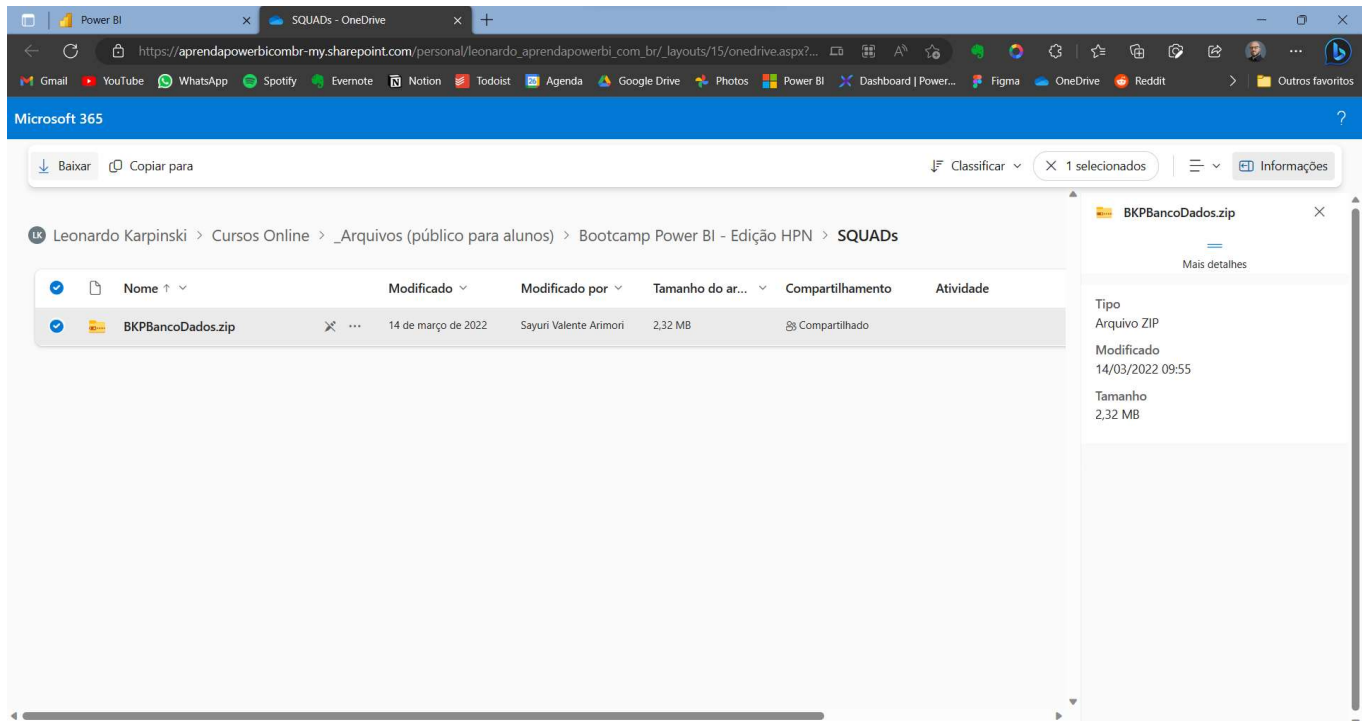 Power BI
SQUADs - OneDrive
https://aprendapowerbicombr-my.sharepoint.com/personal/leonardo_aprendapowerbi_com_br/_layouts/15/onedrive.aspx?...
Gmail YouTube WhatsApp Spotify Evernote Notion Todoist Agenda Google Drive Photos Power BI Dashboard | Power... Figma OneDrive Reddit Outros favoritos
Microsoft 365 ?
Baixar Copiar para Classificar 1 selecionados Informações
LK Leonardo Karpinski > Cursos Online > _Arquivos (público para alunos) > Bootcamp Power BI - Edição HPN > SQUADs
Nome ↑ Modificado Modificado por Tamanho do ar... Compartilhamento Atividade
BKPBancoDados.zip ... 14 de março de 2022 Sayuri Valente Arimori 2,32 MB Compartilhado
BKPBancoDados.zip
Mais detalhes
Tipo
Arquivo ZIP
Modificado
14/03/2022 09:55
Tamanho
2,32 MB